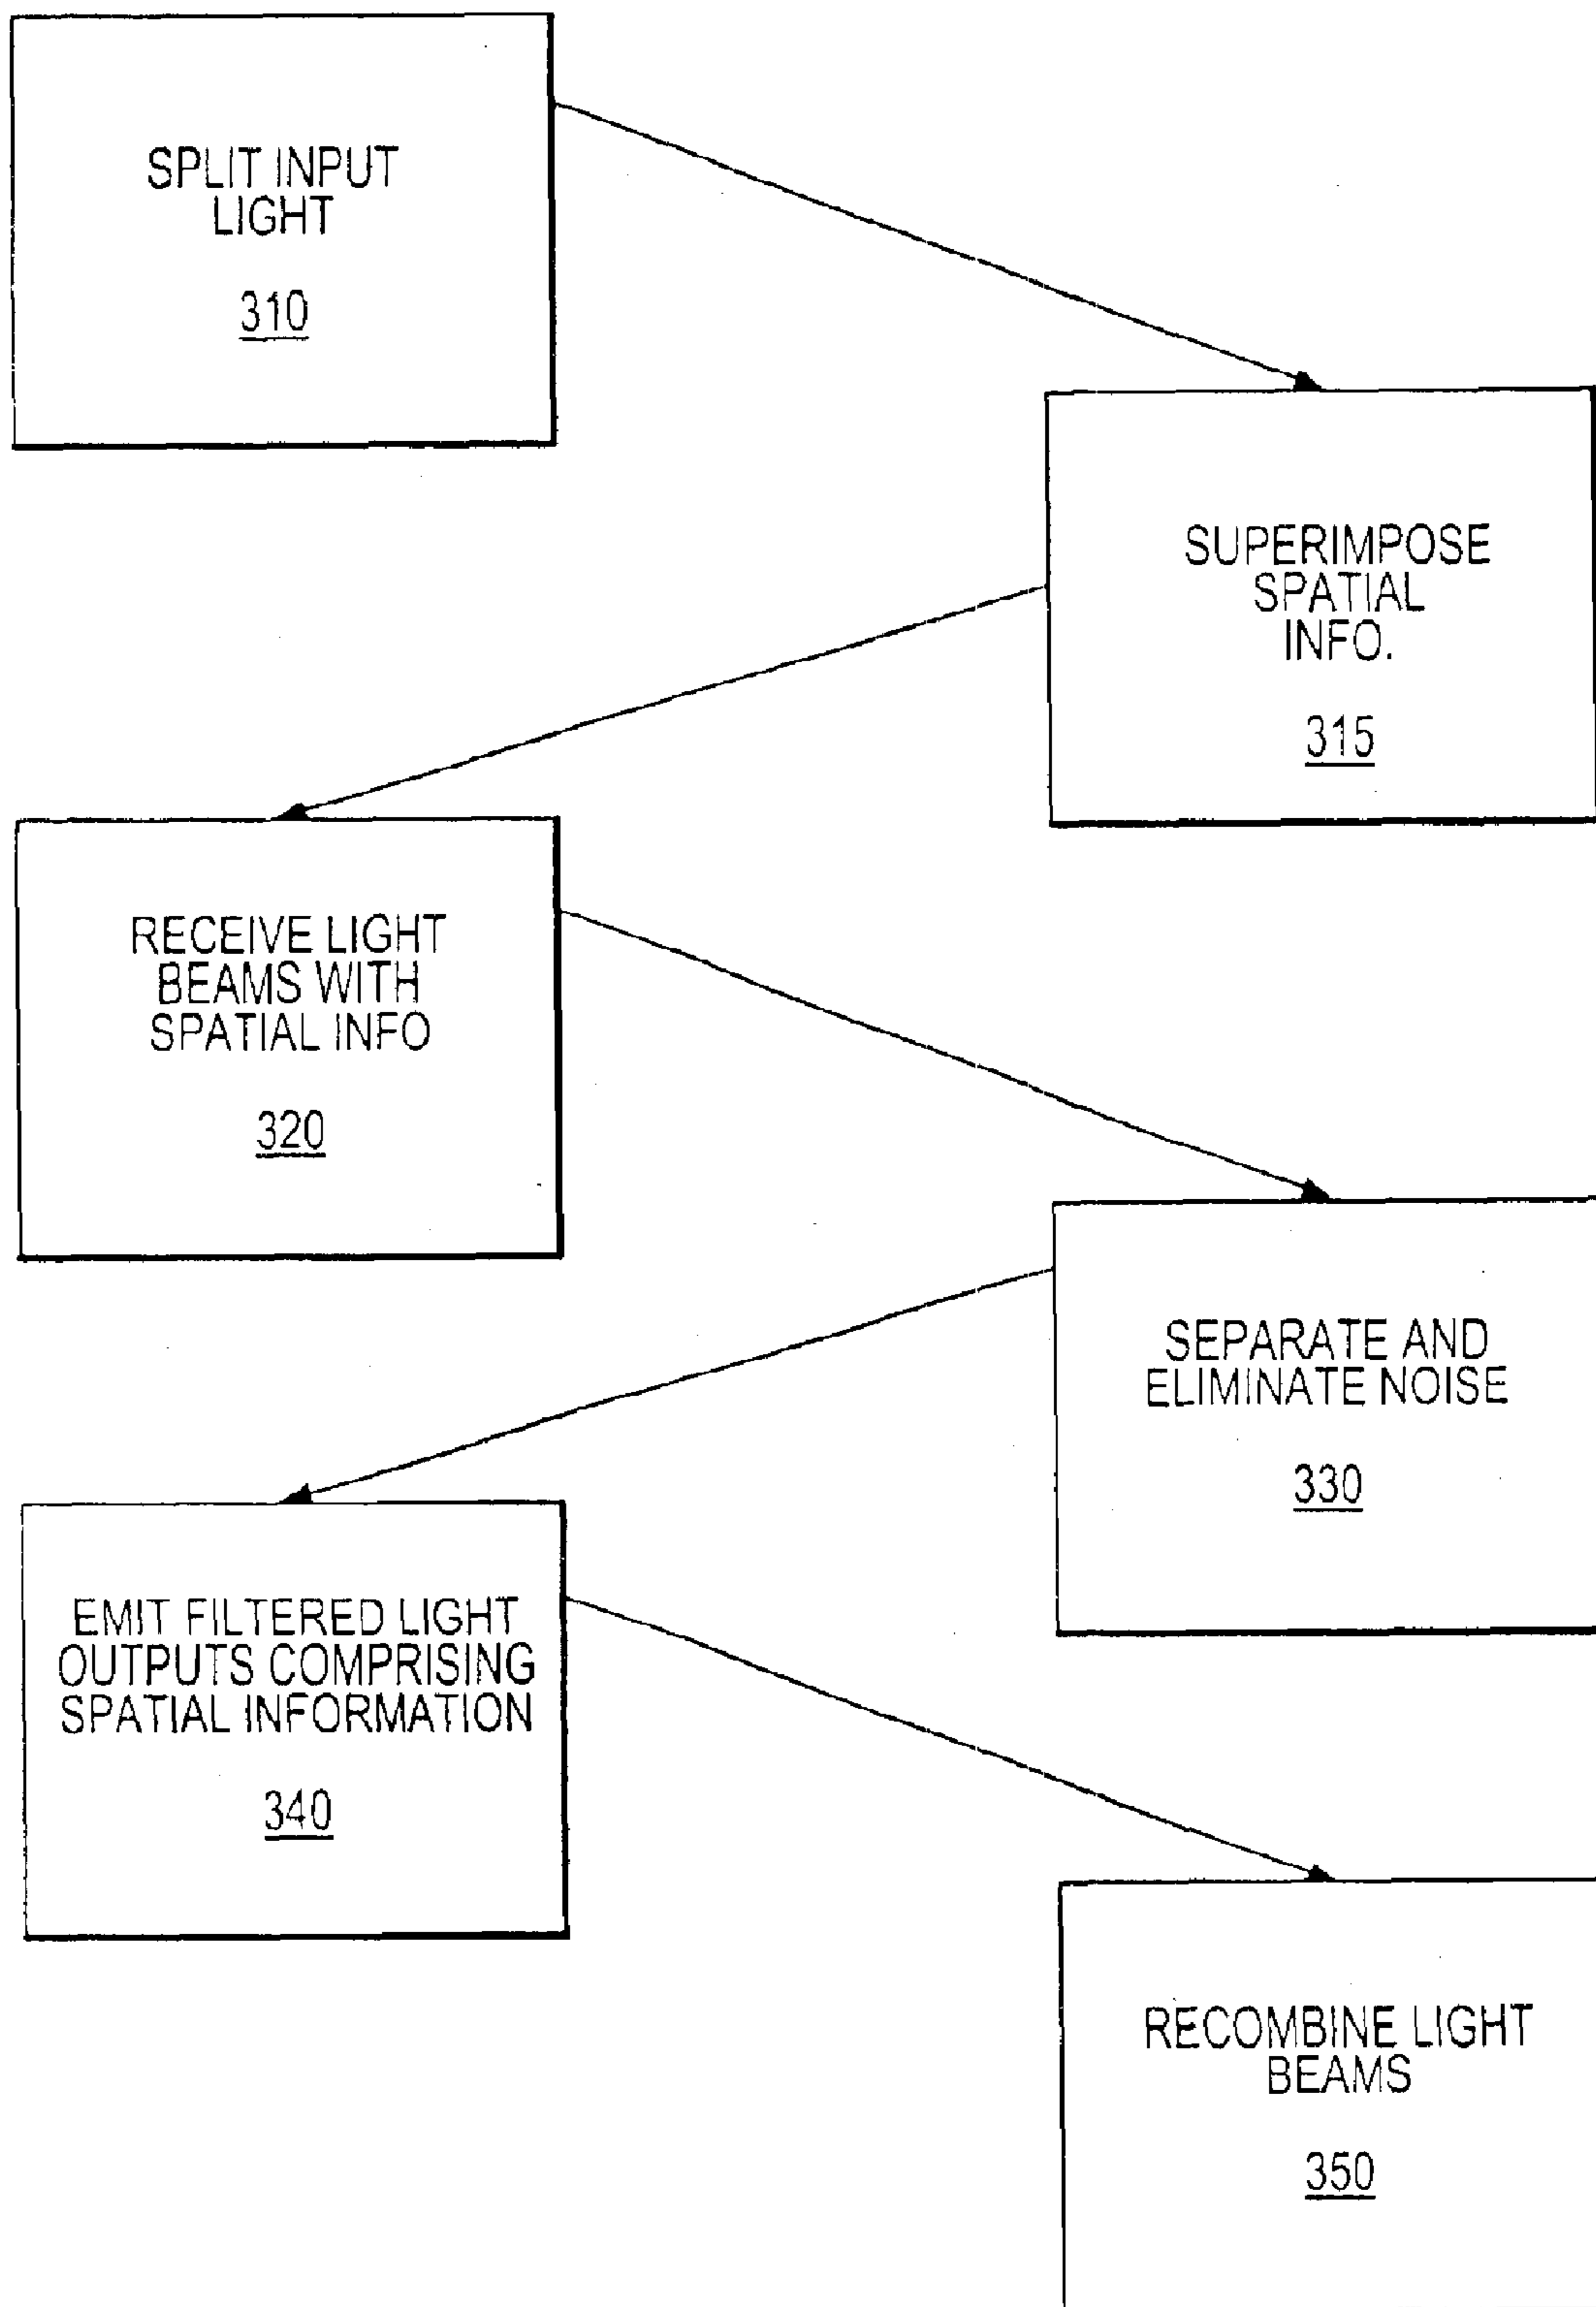 SPLIT INPUT
LIGHT
310
SUPERIMPOSE
SPATIAL
INFO.
315
RECEIVE LIGHT
BEAMS WITH
SPATIAL INFO
320
SEPARATE AND
ELIMINATE NOISE
330
EMIT FILTERED LIGHT
OUTPUTS COMPRISING
SPATIAL INFORMATION
340
RECOMBINE LIGHT
BEAMS
350